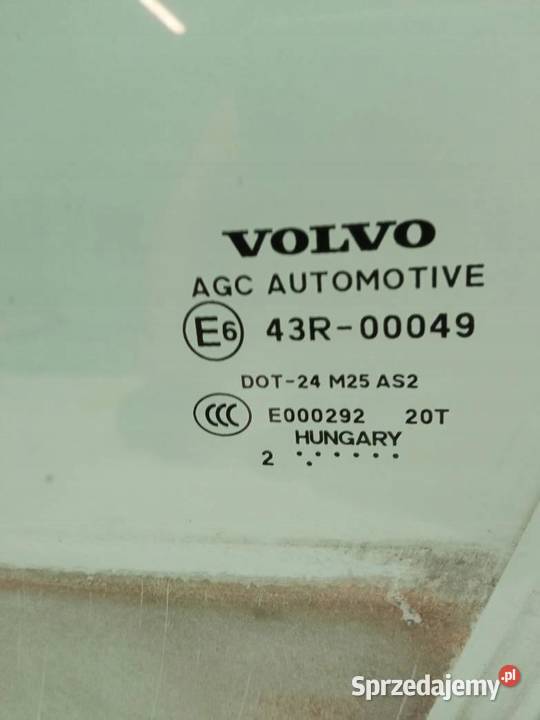 VOLVO
AGC AUTOMOTIVE
E6 43R-00049
DOT-24 M25 AS2
CCC E000292 20T
HUNGARY
2
Sprzedajemy.pl